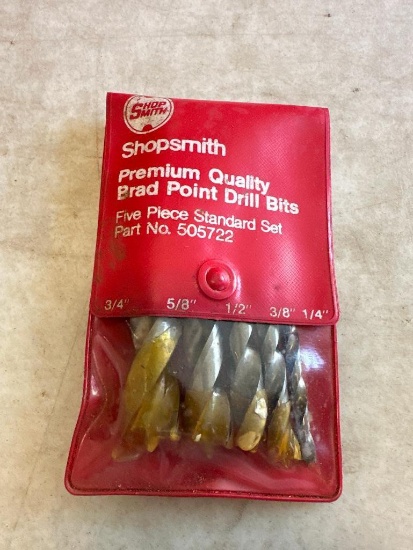 SHOP
SMITH
Shopsmith
Premium Quality
Brad Point Drill Bits
Five Piece Standard Set
Part No. 505722
3/4" 5/8" 1/2" 3/8" 1/4"